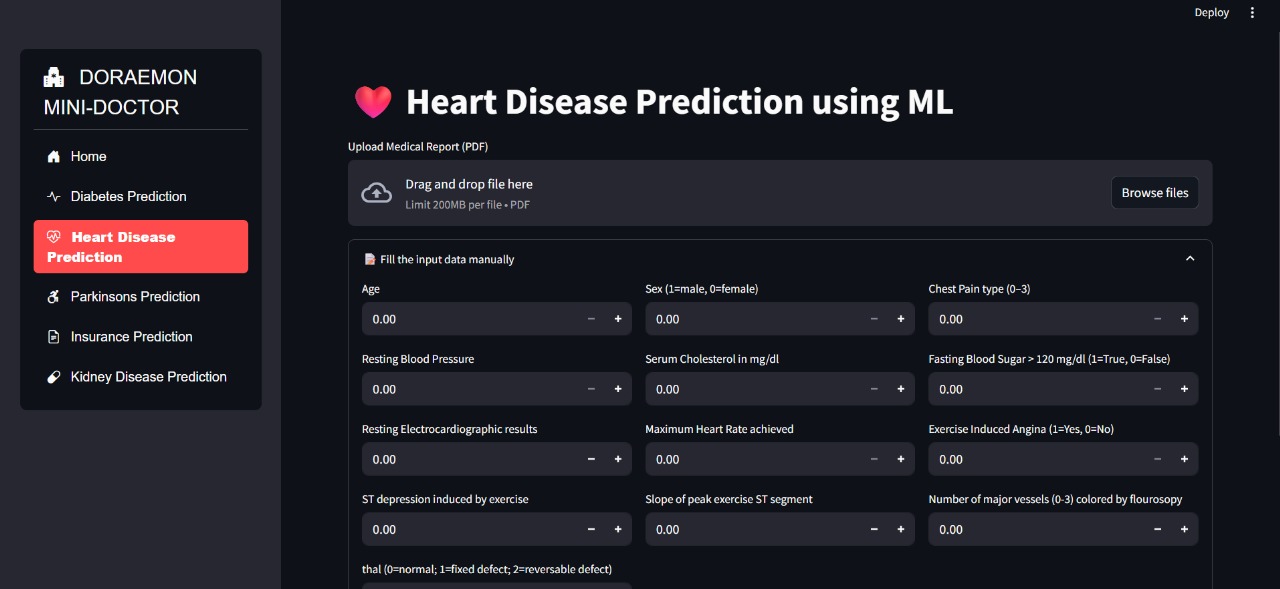 Deploy
DORAEMON
MINI-DOCTOR
Home
Diabetes Prediction
Heart Disease
Prediction
Parkinsons Prediction
Insurance Prediction
Kidney Disease Prediction
Heart Disease Prediction using ML
Upload Medical Report (PDF)
Drag and drop file here
Limit 200MB per file • PDF
Browse files
Fill the input data manually
Age
Sex (1=male, 0=female)
Chest Pain type (0–3)
0.00
0.00
0.00
Resting Blood Pressure
Serum Cholesterol in mg/dl
Fasting Blood Sugar > 120 mg/dl (1=True, 0=False)
0.00
0.00
0.00
Resting Electrocardiographic results
Maximum Heart Rate achieved
Exercise Induced Angina (1=Yes, 0=No)
0.00
0.00
0.00
ST depression induced by exercise
Slope of peak exercise ST segment
Number of major vessels (0-3) colored by flourosopy
0.00
0.00
0.00
thal (0=normal; 1=fixed defect; 2=reversable defect)